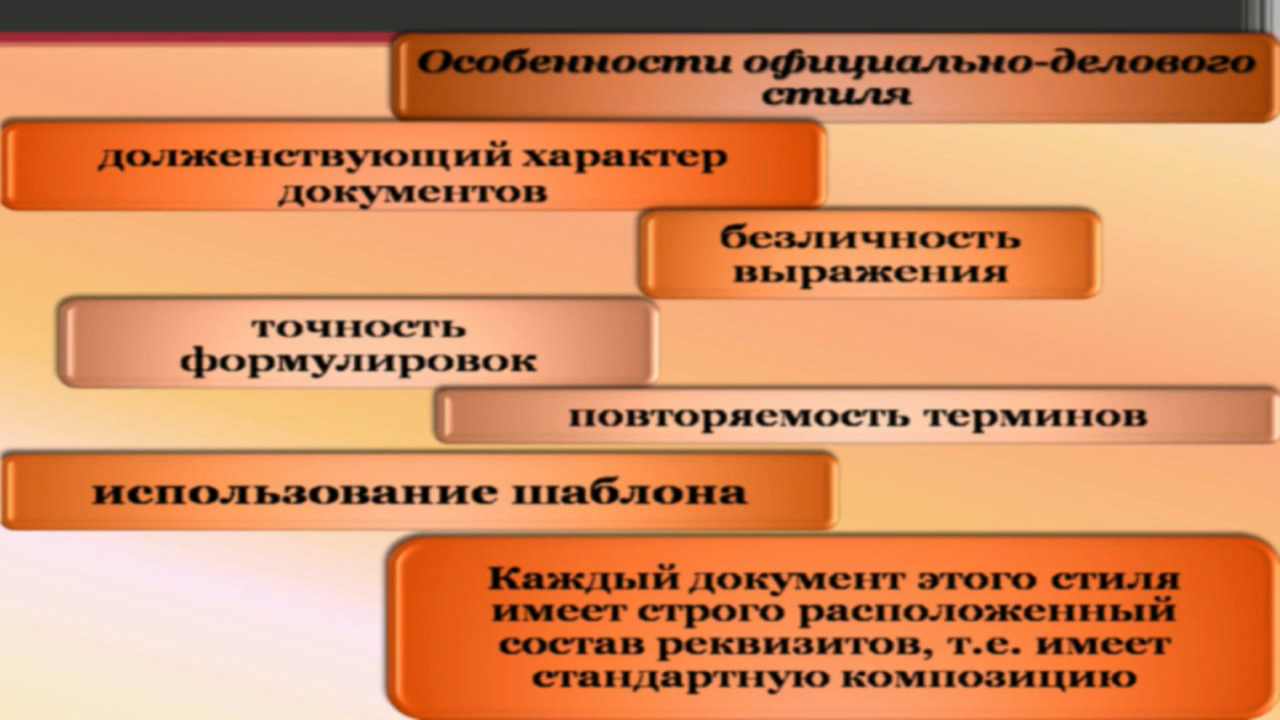 Особенности официально-делового
стиля
долженствующий характер
документов
безличность
выражения
точность
формулировок
повторяемость терминов
использование шаблона
Каждый документ этого стиля
имеет строго расположенный
состав реквизитов, т.е. имеет
стандартную композицию